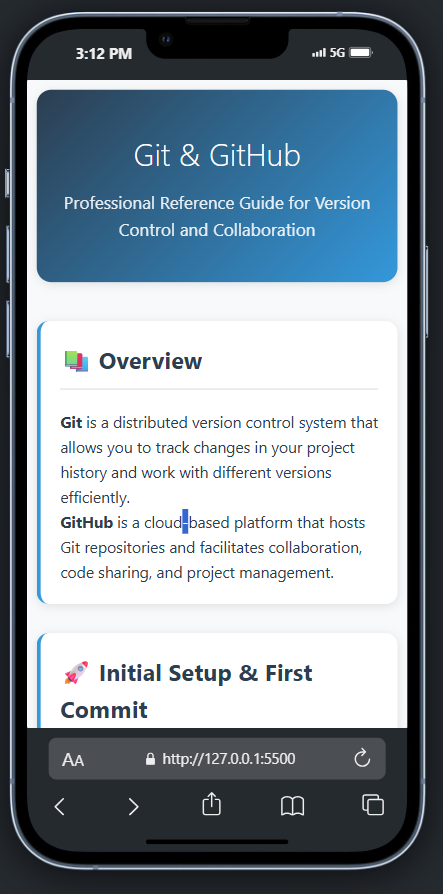 3:12 PM
5G
Git & GitHub
Professional Reference Guide for Version
Control and Collaboration
📚 Overview
Git is a distributed version control system that
allows you to track changes in your project
history and work with different versions
efficiently.
GitHub is a cloud-based platform that hosts
Git repositories and facilitates collaboration,
code sharing, and project management.
🚀 Initial Setup & First
Commit
AA
http://127.0.0.1:5500